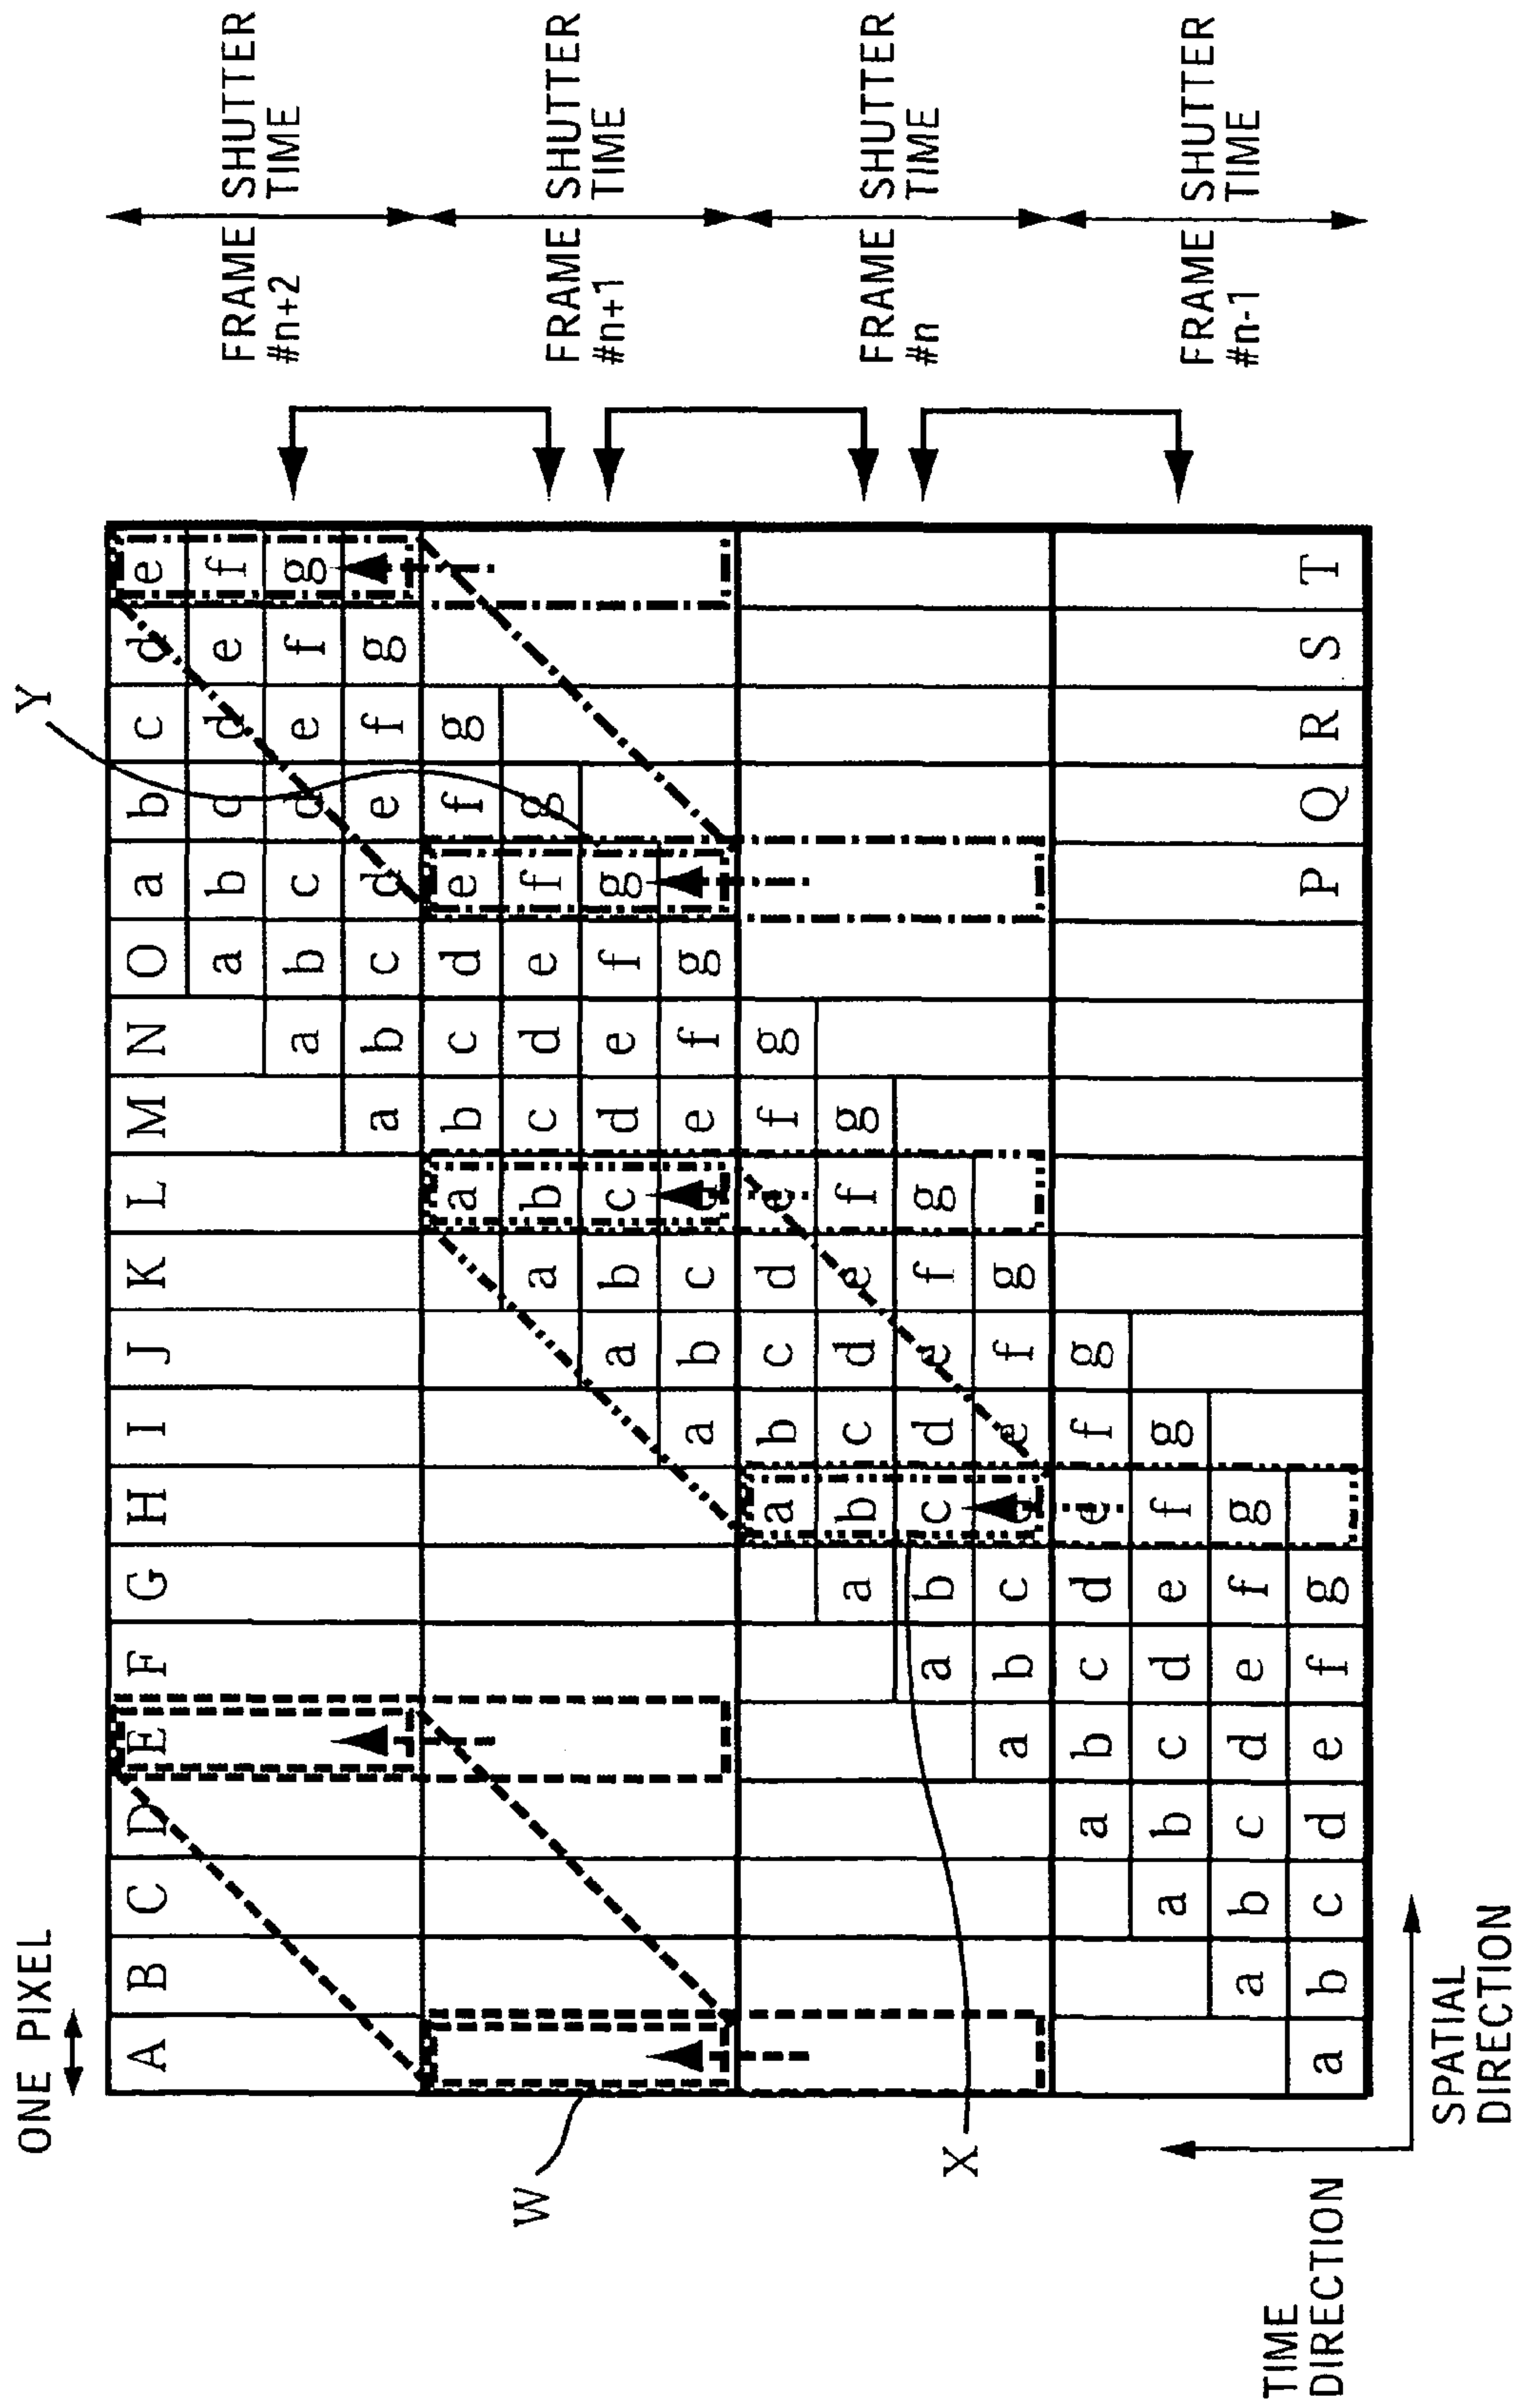 ONE PIXEL
Y
A B C D E F G H I J K L M N O a b c d e
a b c d e f
FRAME SHUTTER
#n+2 TIME
a b c d e f g
a b c d e f g
a b c d e f g
W
a b c d e f g
FRAME SHUTTER
#n+1 TIME
a b c d e f g
a b c d e f g
a b c d e f g
a b c d e f g
FRAME SHUTTER
#n TIME
a b c d e f g
X
a b c d e f g
a b c d e f g
a b c d e f g
FRAME SHUTTER
#n-1 TIME
a b c d e f g
a b c d e f g P Q R S T
TIME
DIRECTION
SPATIAL
DIRECTION